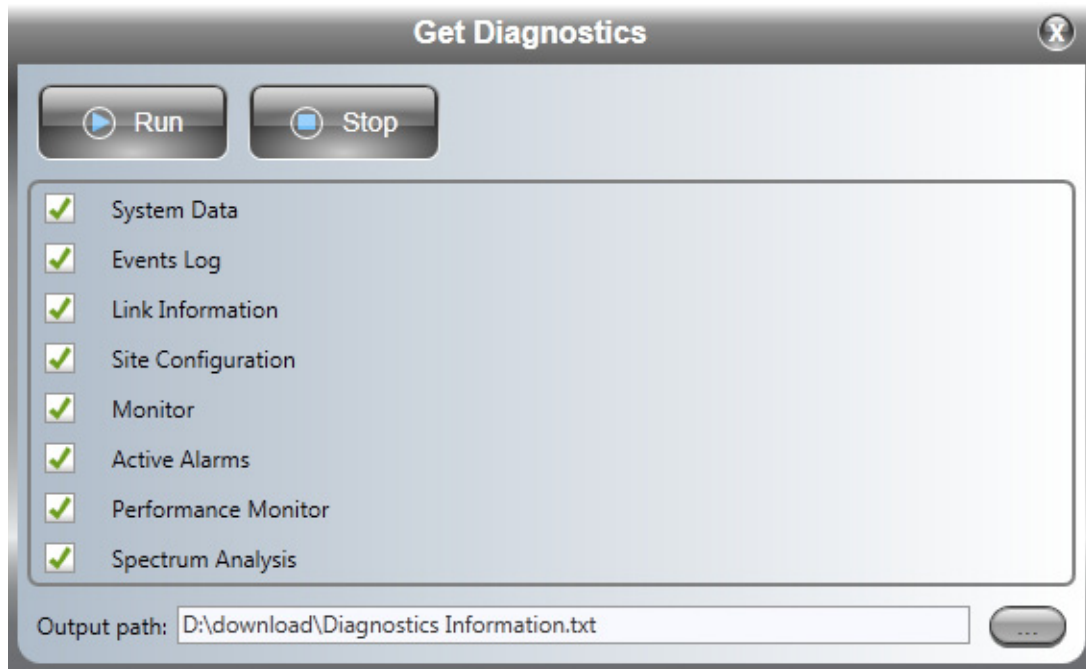 Get Diagnostics
X
Run
Stop
System Data
Events Log
Link Information
Site Configuration
Monitor
Active Alarms
Performance Monitor
Spectrum Analysis
Output path: D:\download\Diagnostics Information.txt
...